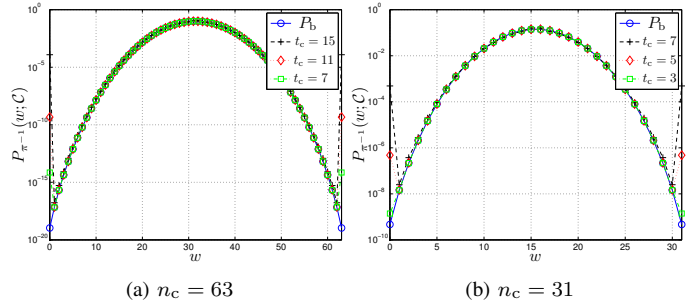 P_b
t_c = 15
t_c = 11
t_c = 7
10^0
10^{-5}
10^{-10}
10^{-15}
10^{-20}
P_{π^{-1}}(w; C)
0 10 20 30 40 50 60
w
(a) n_c = 63
P_b
t_c = 7
t_c = 5
t_c = 3
10^0
10^{-2}
10^{-4}
10^{-6}
10^{-8}
10^{-10}
P_{π^{-1}}(w; C)
0 5 10 15 20 25 30
w
(b) n_c = 31